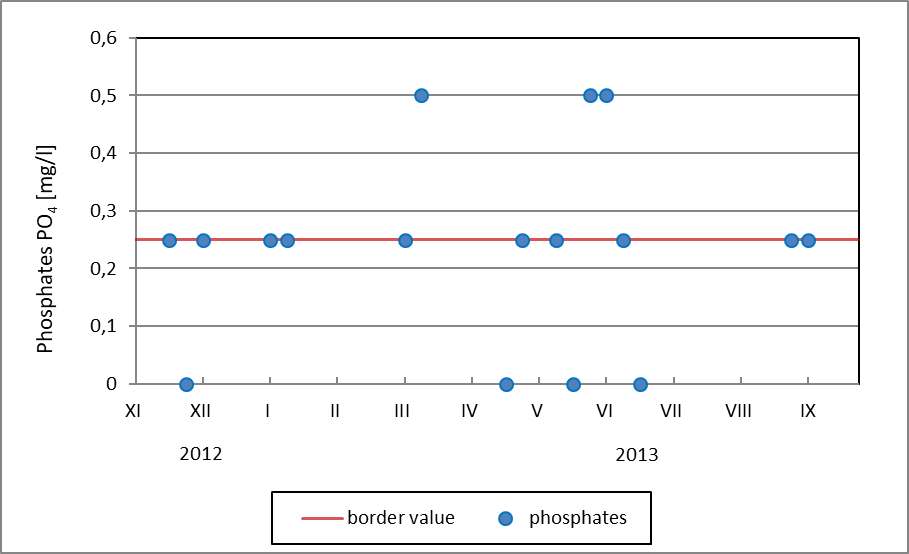 Phosphates PO₄ [mg/l]
0,6
0,5
0,4
0,3
0,2
0,1
0
XI XII I II III IV V VI VII VIII IX
2012 2013
border value phosphates